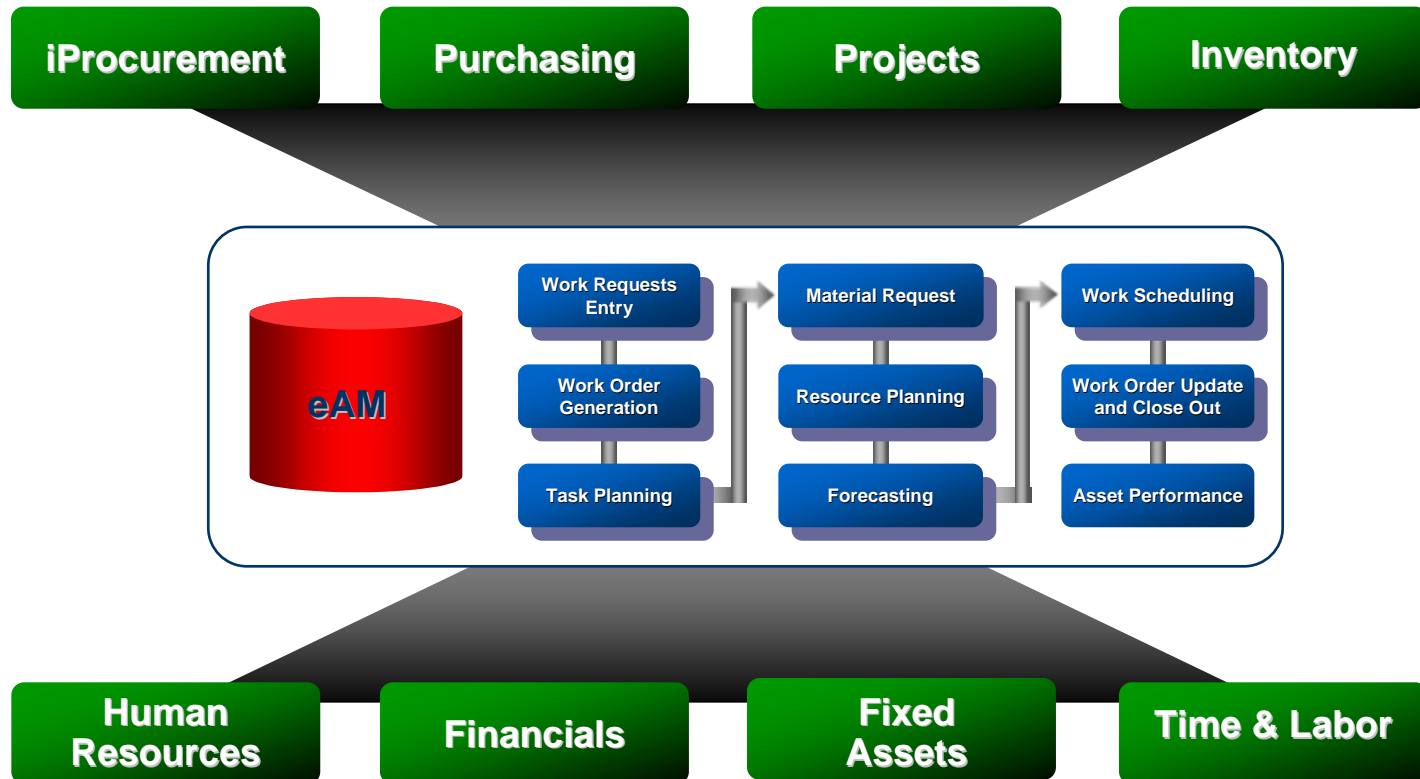 iProcurement
Purchasing
Projects
Inventory
eAM
Work Requests
Entry
Work Order
Generation
Task Planning
Material Request
Resource Planning
Forecasting
Work Scheduling
Work Order Update
and Close Out
Asset Performance
Human
Resources
Financials
Fixed
Assets
Time & Labor